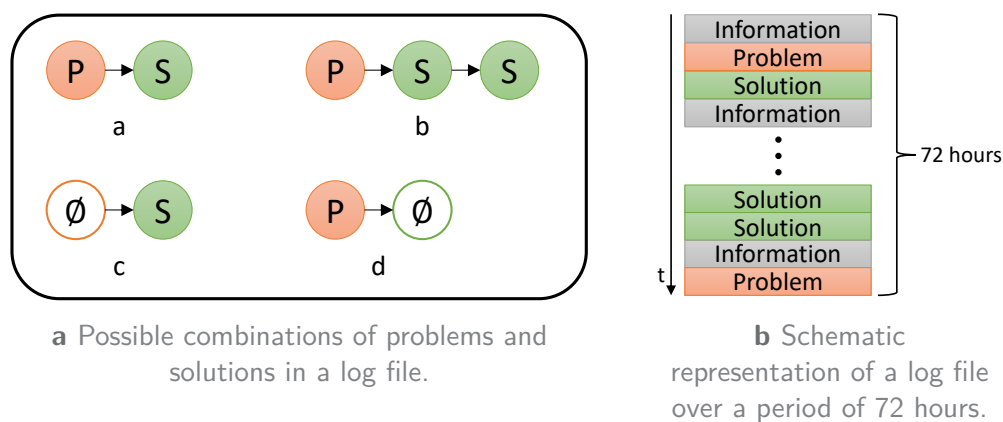 P S
P S S
a
b
Ø S
P Ø
c
d
Information
Problem
Solution
Information
72 hours
Solution
Solution
Information
Problem
t
a Possible combinations of problems and
solutions in a log file.
b Schematic
representation of a log file
over a period of 72 hours.